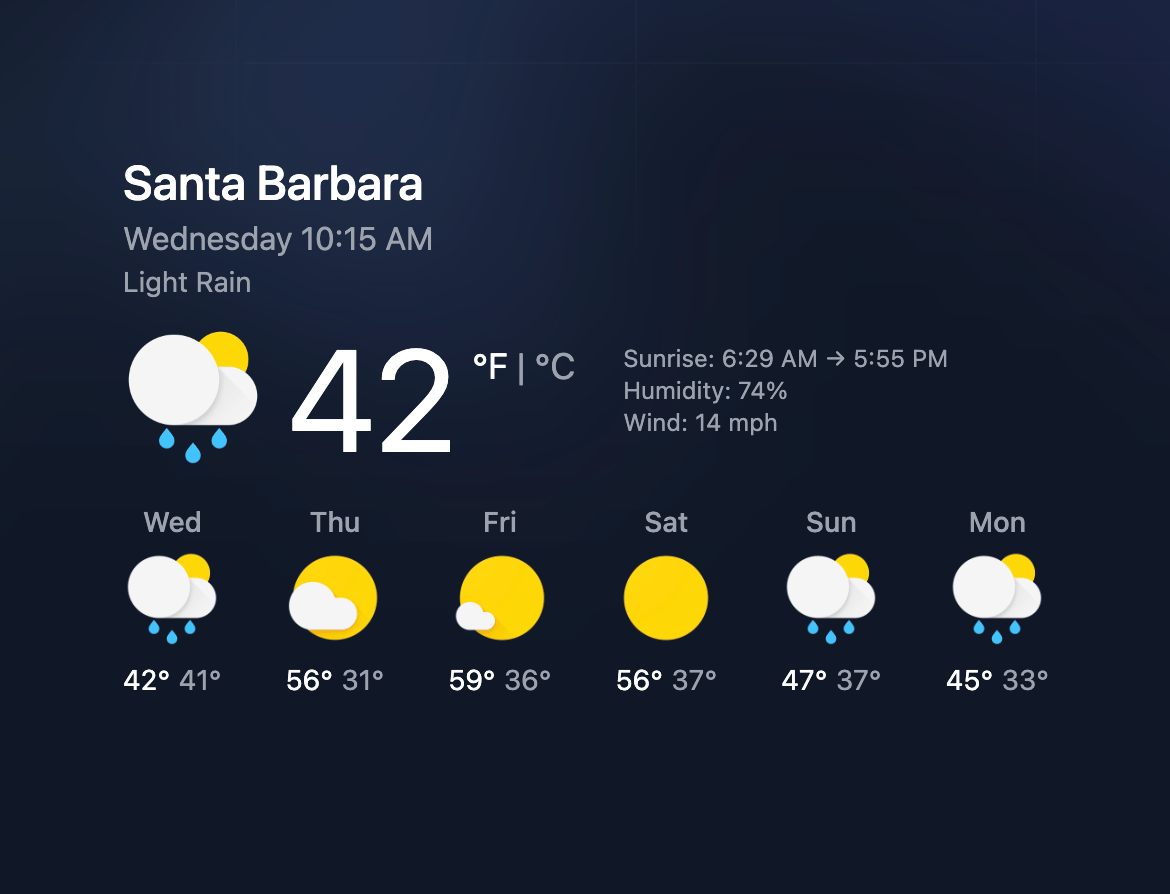 Santa Barbara
Wednesday 10:15 AM
Light Rain
42 °F | °C
Sunrise: 6:29 AM → 5:55 PM
Humidity: 74%
Wind: 14 mph
Wed Thu Fri Sat Sun Mon
42° 41° 56° 31° 59° 36° 56° 37° 47° 37° 45° 33°